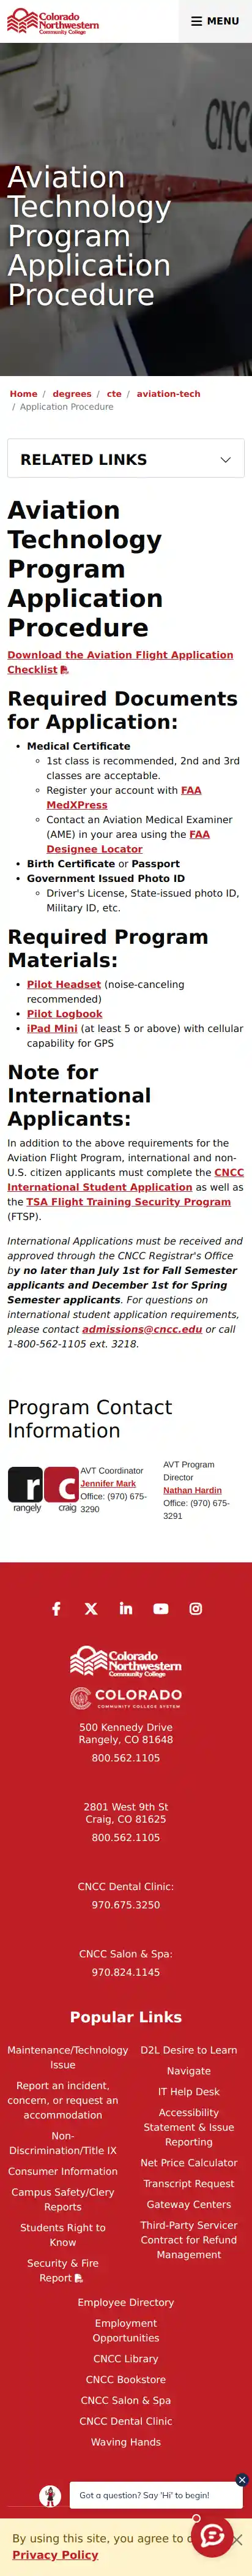 Colorado
Northwestern
Community College
MENU
CNC
Aviation
Technology
Program
Application
Procedure
Home / degrees / cte / aviation-tech
/ Application Procedure
RELATED LINKS
Aviation
Technology
Program
Application
Procedure
Download the Aviation Flight Application
Checklist
Required Documents
for Application:
• Medical Certificate
◦ 1st class is recommended, 2nd and 3rd
classes are acceptable.
◦ Register your account with FAA
MedXPress
◦ Contact an Aviation Medical Examiner
(AME) in your area using the FAA
Designee Locator
• Birth Certificate or Passport
• Government Issued Photo ID
◦ Driver's License, State-issued photo ID,
Military ID, etc.
Required Program
Materials:
• Pilot Headset (noise-canceling
recommended)
• Pilot Logbook
• iPad Mini (at least 5 or above) with cellular
capability for GPS
Note for
International
Applicants:
In addition to the above requirements for the
Aviation Flight Program, international and non-
U.S. citizen applicants must complete the CNCC
International Student Application as well as
the TSA Flight Training Security Program
(FTSP).
International Applications must be received and
approved through the CNCC Registrar's Office
by no later than July 1st for Fall Semester
applicants and December 1st for Spring
Semester applicants. For questions on
international student application requirements,
please contact admissions@cncc.edu or call
1-800-562-1105 ext. 3218.
Program Contact
Information
r c
rangely craig
AVT Coordinator
Jennifer Mark
Office: (970) 675-
3290
AVT Program
Director
Nathan Hardin
Office: (970) 675-
3291
Colorado
Northwestern
Community College
COLORADO
COMMUNITY COLLEGE SYSTEM
500 Kennedy Drive
Rangely, CO 81648
800.562.1105
2801 West 9th St
Craig, CO 81625
800.562.1105
CNCC Dental Clinic:
970.675.3250
CNCC Salon & Spa:
970.824.1145
Popular Links
Maintenance/Technology
Issue
Report an incident,
concern, or request an
accommodation
Non-
Discrimination/Title IX
Consumer Information
Campus Safety/Clery
Reports
Students Right to
Know
Security & Fire
Report
D2L Desire to Learn
Navigate
IT Help Desk
Accessibility
Statement & Issue
Reporting
Net Price Calculator
Transcript Request
Gateway Centers
Third-Party Servicer
Contract for Refund
Management
Employee Directory
Employment
Opportunities
CNCC Library
CNCC Bookstore
CNCC Salon & Spa
CNCC Dental Clinic
Waving Hands
Got a question? Say 'Hi' to begin!
By using this site, you agree to
Privacy Policy